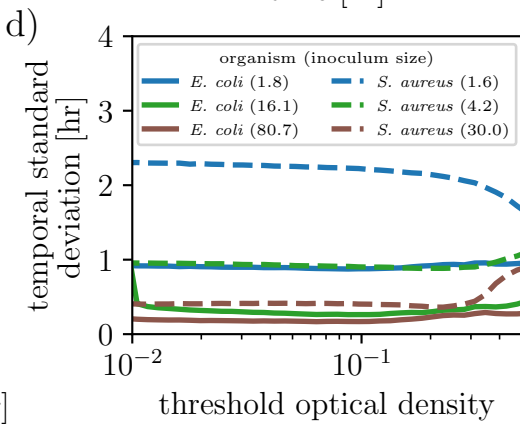 d)
temporal standard
deviation [hr]
4
3
2
1
0
organism (inoculum size)
E. coli (1.8)
E. coli (16.1)
E. coli (80.7)
S. aureus (1.6)
S. aureus (4.2)
S. aureus (30.0)
10⁻²
10⁻¹
threshold optical density